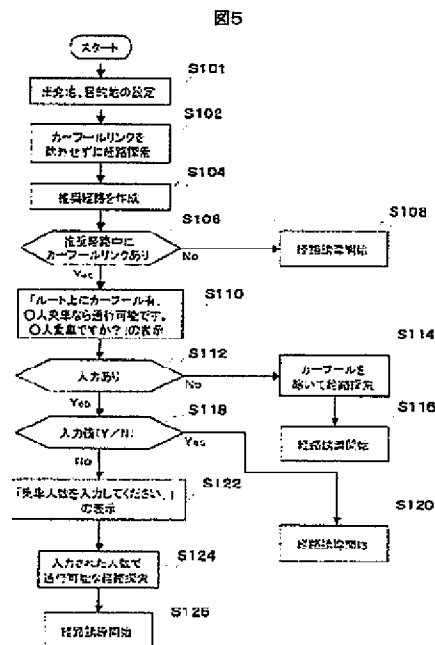 図5
スタート
S101
出発地、目的地の設定
S102
カープールリンクを
除外せずに経路探索
S104
推奨経路を作成
S106
推奨経路中に
カープールリンクあり
No
Yes
S108
経路誘導開始
S110
「ルート上にカープール有、
〇人乗車なら通行可能です。
〇人乗車ですか?」の表示
S112
入力あり
No
Yes
S114
カープールを
除いて経路探索
S116
経路誘導開始
S118
入力値(Y/N)
Yes
No
S120
経路誘導開始
S122
「乗車人数を入力してください。」
の表示
S124
入力された人数で
通行可能な経路探索
S126
経路誘導開始